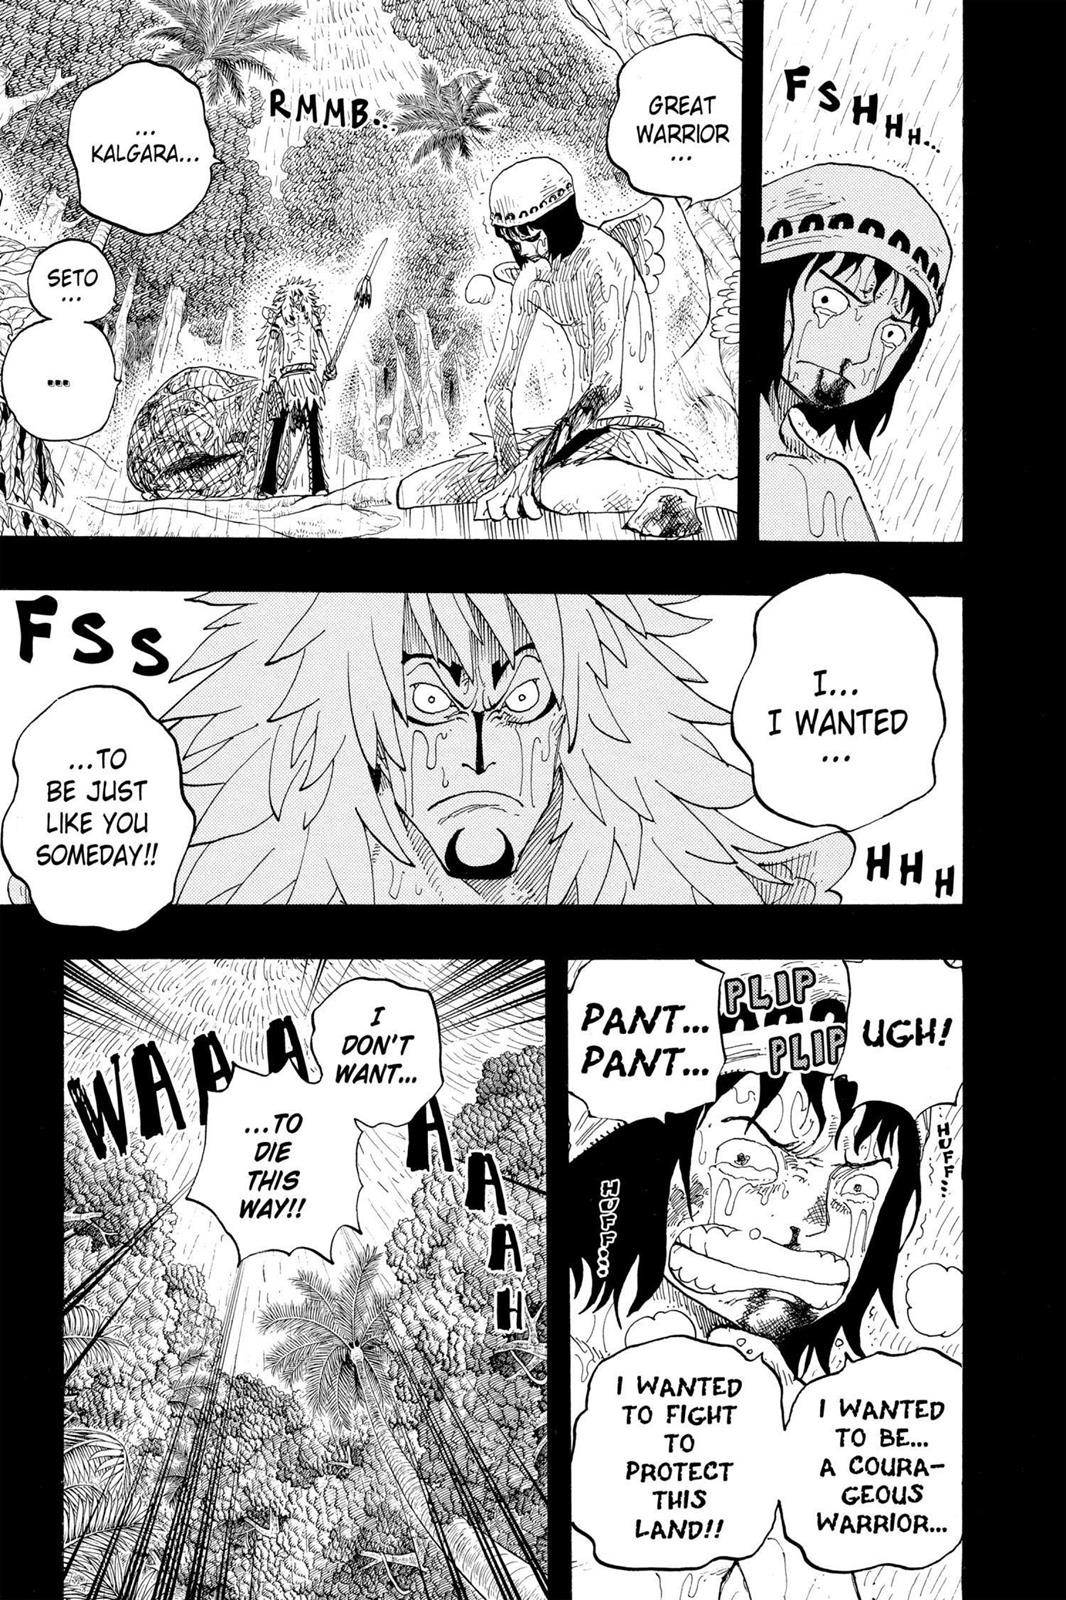 FSHHH...
GREAT
WARRIOR
...
RMMB...
...
KALGARA...
SETO
...
...
I...
I WANTED
...
FSS
HHH
...TO
BE JUST
LIKE YOU
SOMEDAY!!
UGH!
PLIP
PLIP
PANT...
PANT...
HUFF...
HUFF...
I WANTED
TO BE...
A COURA-
GEOUS
WARRIOR...
I WANTED
TO FIGHT
TO
PROTECT
THIS
LAND!!
I
DON'T
WANT...
...TO
DIE
THIS
WAY!!
WAAAAAAAH